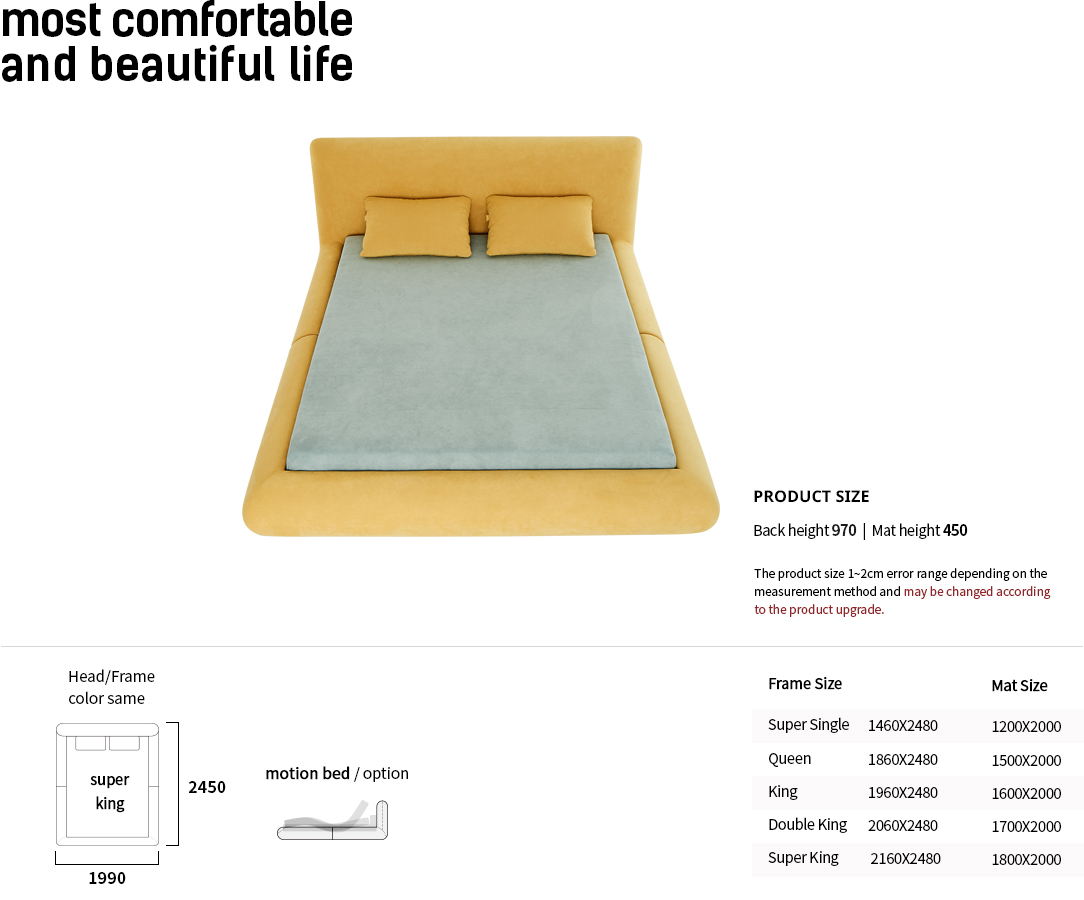 most comfortable
and beautiful life
PRODUCT SIZE
Back height 970 | Mat height 450
The product size 1~2cm error range depending on the
measurement method and may be changed according
to the product upgrade.
Head/Frame
color same
super
king
2450
1990
motion bed / option
Frame Size Mat Size
Super Single 1460X2480 1200X2000
Queen 1860X2480 1500X2000
King 1960X2480 1600X2000
Double King 2060X2480 1700X2000
Super King 2160X2480 1800X2000